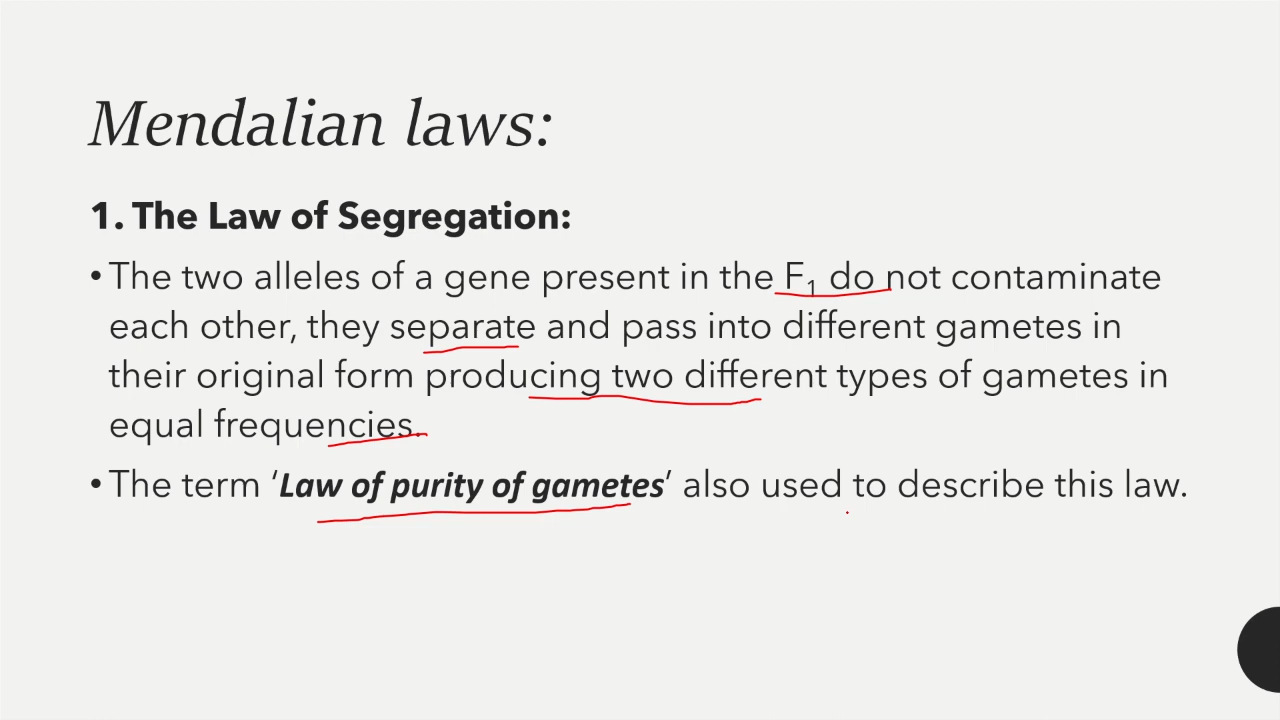 Mendalian laws:
1. The Law of Segregation:
•The two alleles of a gene present in the F₁ do not contaminate
each other, they separate and pass into different gametes in
their original form producing two different types of gametes in
equal frequencies.
•The term ‘Law of purity of gametes’ also used to describe this law.